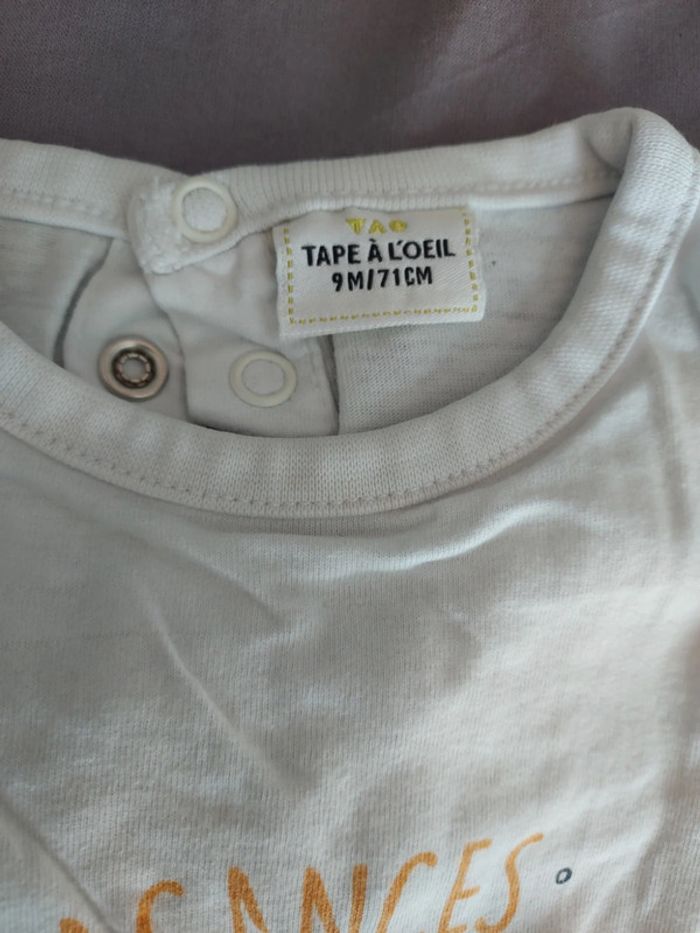 TAO
TAPE À L'OEIL
9M/71CM